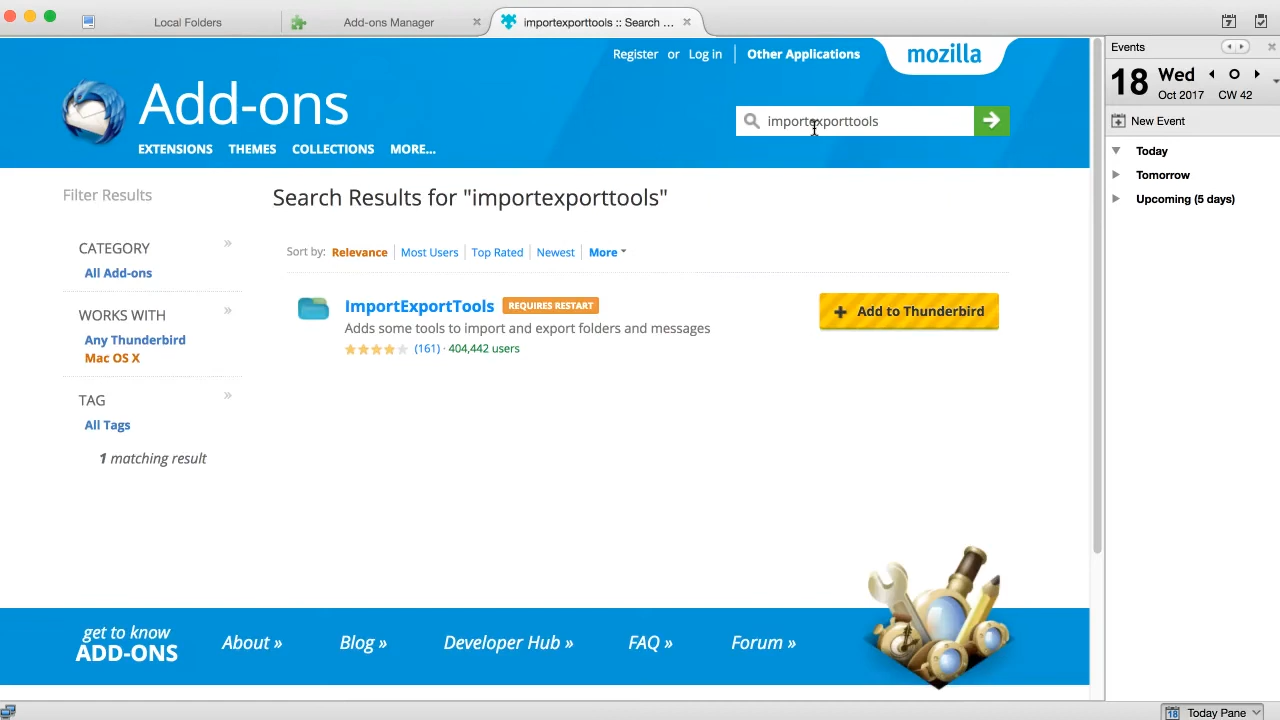 Local Folders
Add-ons Manager
importexporttools :: Search ...
Register or Log in
Other Applications
mozilla
Add-ons
importexporttools
EXTENSIONS THEMES COLLECTIONS MORE...
Filter Results
CATEGORY »
All Add-ons
WORKS WITH »
Any Thunderbird
Mac OS X
TAG »
All Tags
1 matching result
Search Results for "importexporttools"
Sort by: Relevance Most Users Top Rated Newest More
ImportExportTools REQUIRES RESTART
Adds some tools to import and export folders and messages
(161) · 404,442 users
+ Add to Thunderbird
get to know
ADD-ONS
About » Blog » Developer Hub » FAQ » Forum »
Events
18 Wed
Oct 2017 CW 42
New Event
Today
Tomorrow
Upcoming (5 days)
18 Today Pane